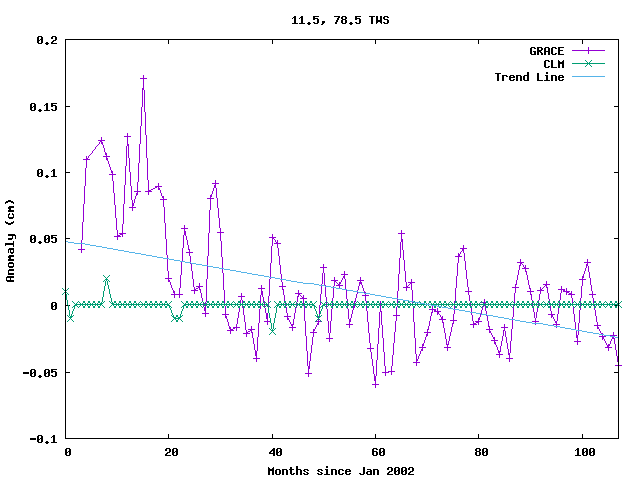 11.5, 78.5 TWS
GRACE
CLM
Trend Line
Anomaly (cm)
0.2
0.15
0.1
0.05
0
-0.05
-0.1
0 20 40 60 80 100
Months since Jan 2002